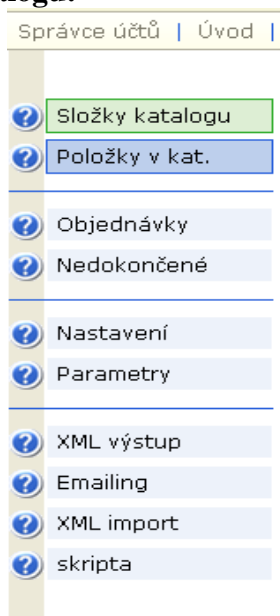 Správce účtů | Úvod |
Složky katalogu
Položky v kat.
Objednávky
Nedokončené
Nastavení
Parametry
XML výstup
Emailing
XML import
skripta